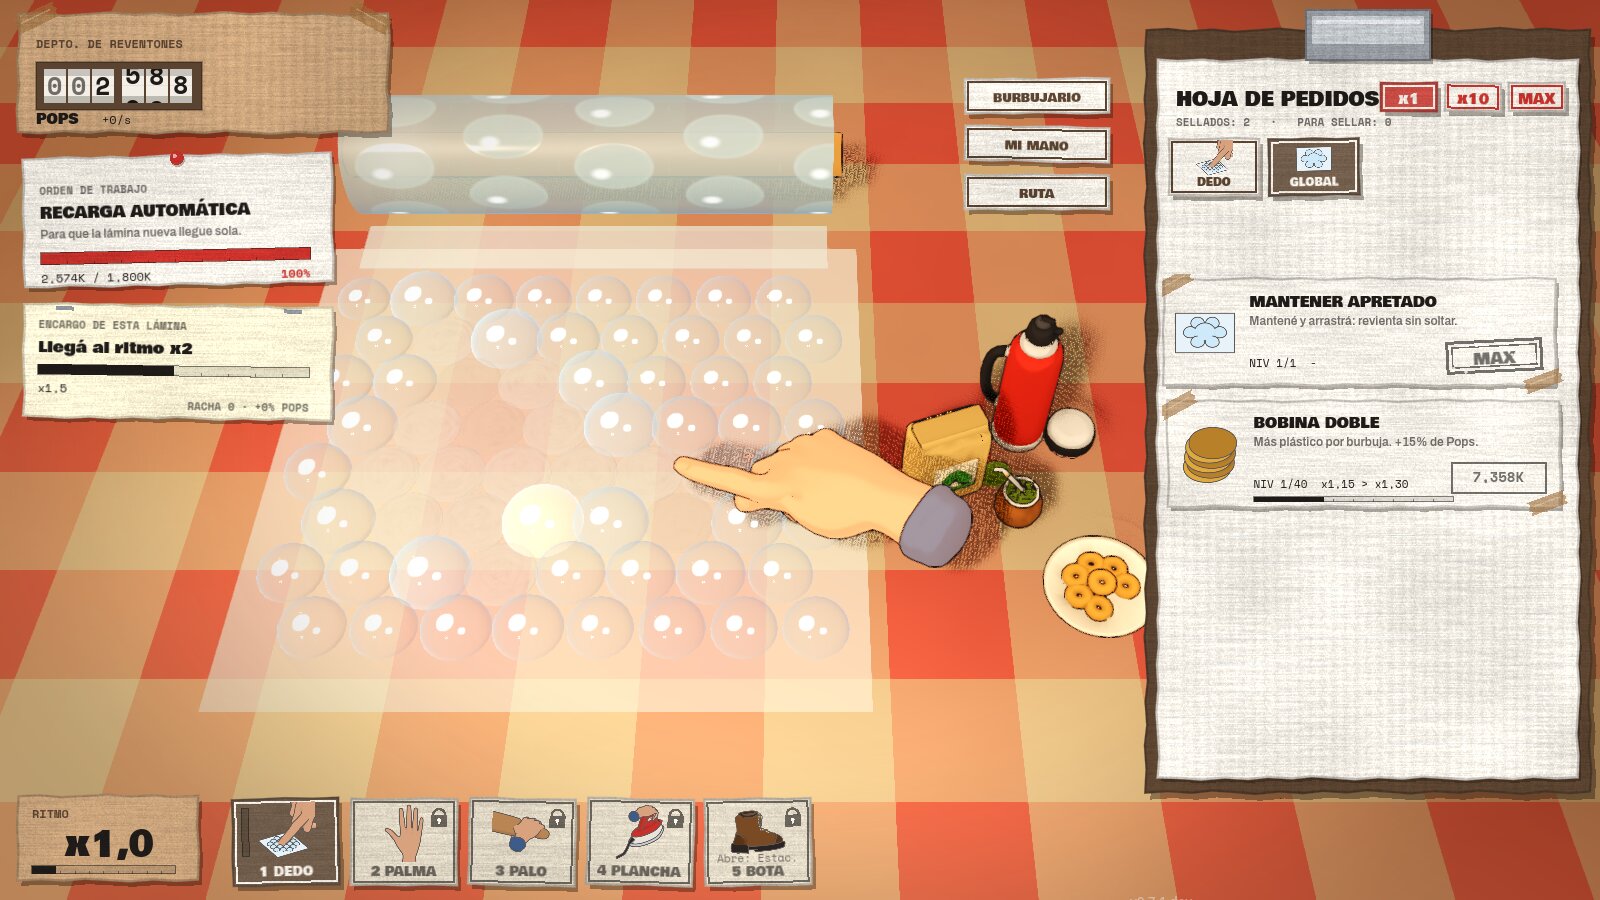 DEPTO. DE REVENTONES
POPS +0/s
ORDEN DE TRABAJO
RECARGA AUTOMÁTICA
Para que la lámina nueva llegue sola.
2.574K / 1.800K 100%
ENCARGO DE ESTA LÁMINA
Llegá al ritmo x2
x1,5
RACHA 0 · +0% POPS
BURBUJARIO
MI MANO
RUTA
HOJA DE PEDIDOS x1 x10 MAX
SELLADOS: 2 · PARA SELLAR: 0
DEDO GLOBAL
MANTENER APRETADO
Mantené y arrastrá: revienta sin soltar.
NIV 1/1 - MAX
BOBINA DOBLE
Más plástico por burbuja. +15% de Pops.
NIV 1/40 x1,15 > x1,30 7.358K
RITMO
x1,0
1 DEDO
2 PALMA
3 PALO
4 PLANCHA
Abre: Estac.
5 BOTA